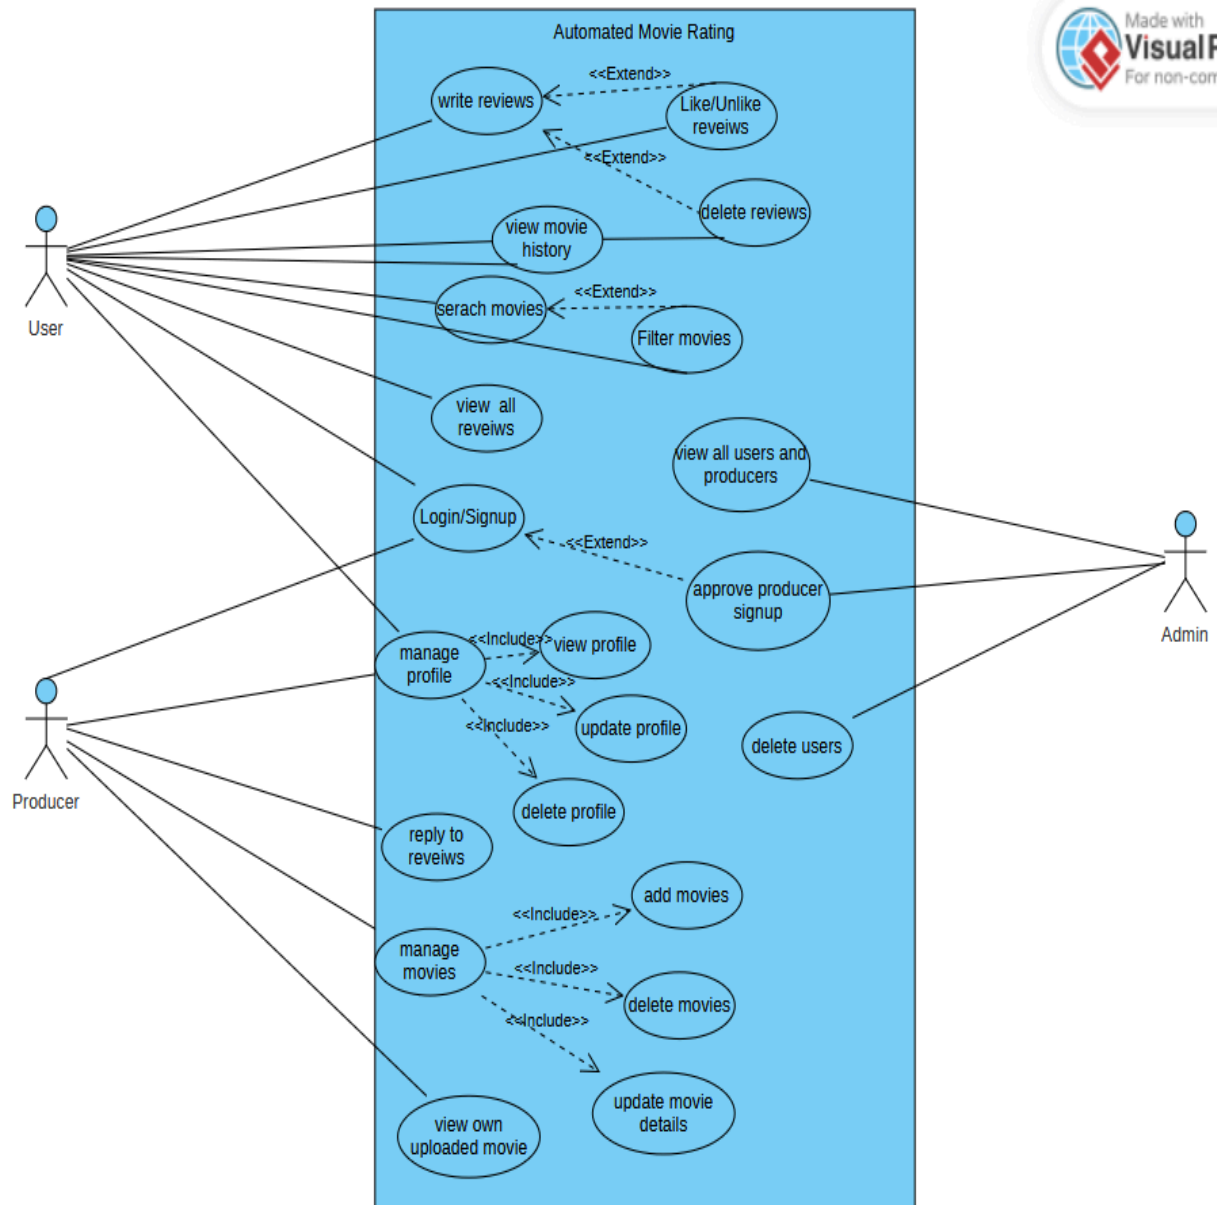 Automated Movie Rating
Made with
Visual P
For non-com
<<Extend>>
write reviews
Like/Unlike
reveiws
<<Extend>>
delete reviews
view movie
history
<<Extend>>
serach movies
Filter movies
User
view all
reveiws
view all users and
producers
Login/Signup
<<Extend>>
approve producer
signup
Admin
<<Include>>
view profile
manage
profile
<<Include>>
update profile
<<Include>>
delete users
delete profile
Producer
reply to
reveiws
add movies
<<Include>>
manage
movies
<<Include>>
delete movies
<<Include>>
update movie
details
view own
uploaded movie